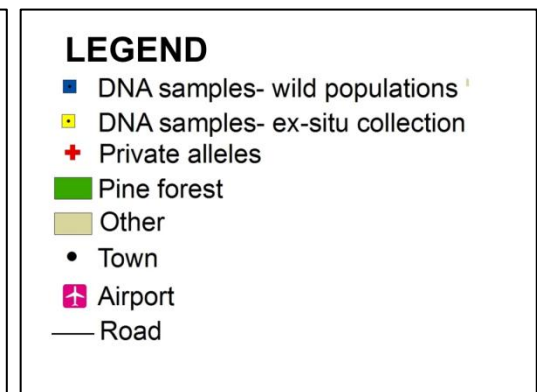 LEGEND
DNA samples- wild populations
DNA samples- ex-situ collection
Private alleles
Pine forest
Other
Town
Airport
Road